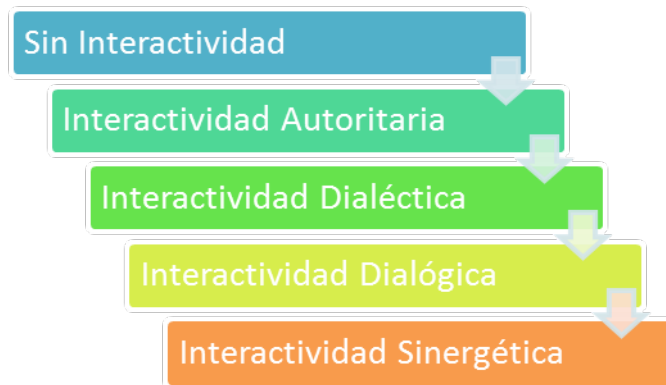 Sin Interactividad
Interactividad Autoritaria
Interactividad Dialéctica
Interactividad Dialógica
Interactividad Sinergética